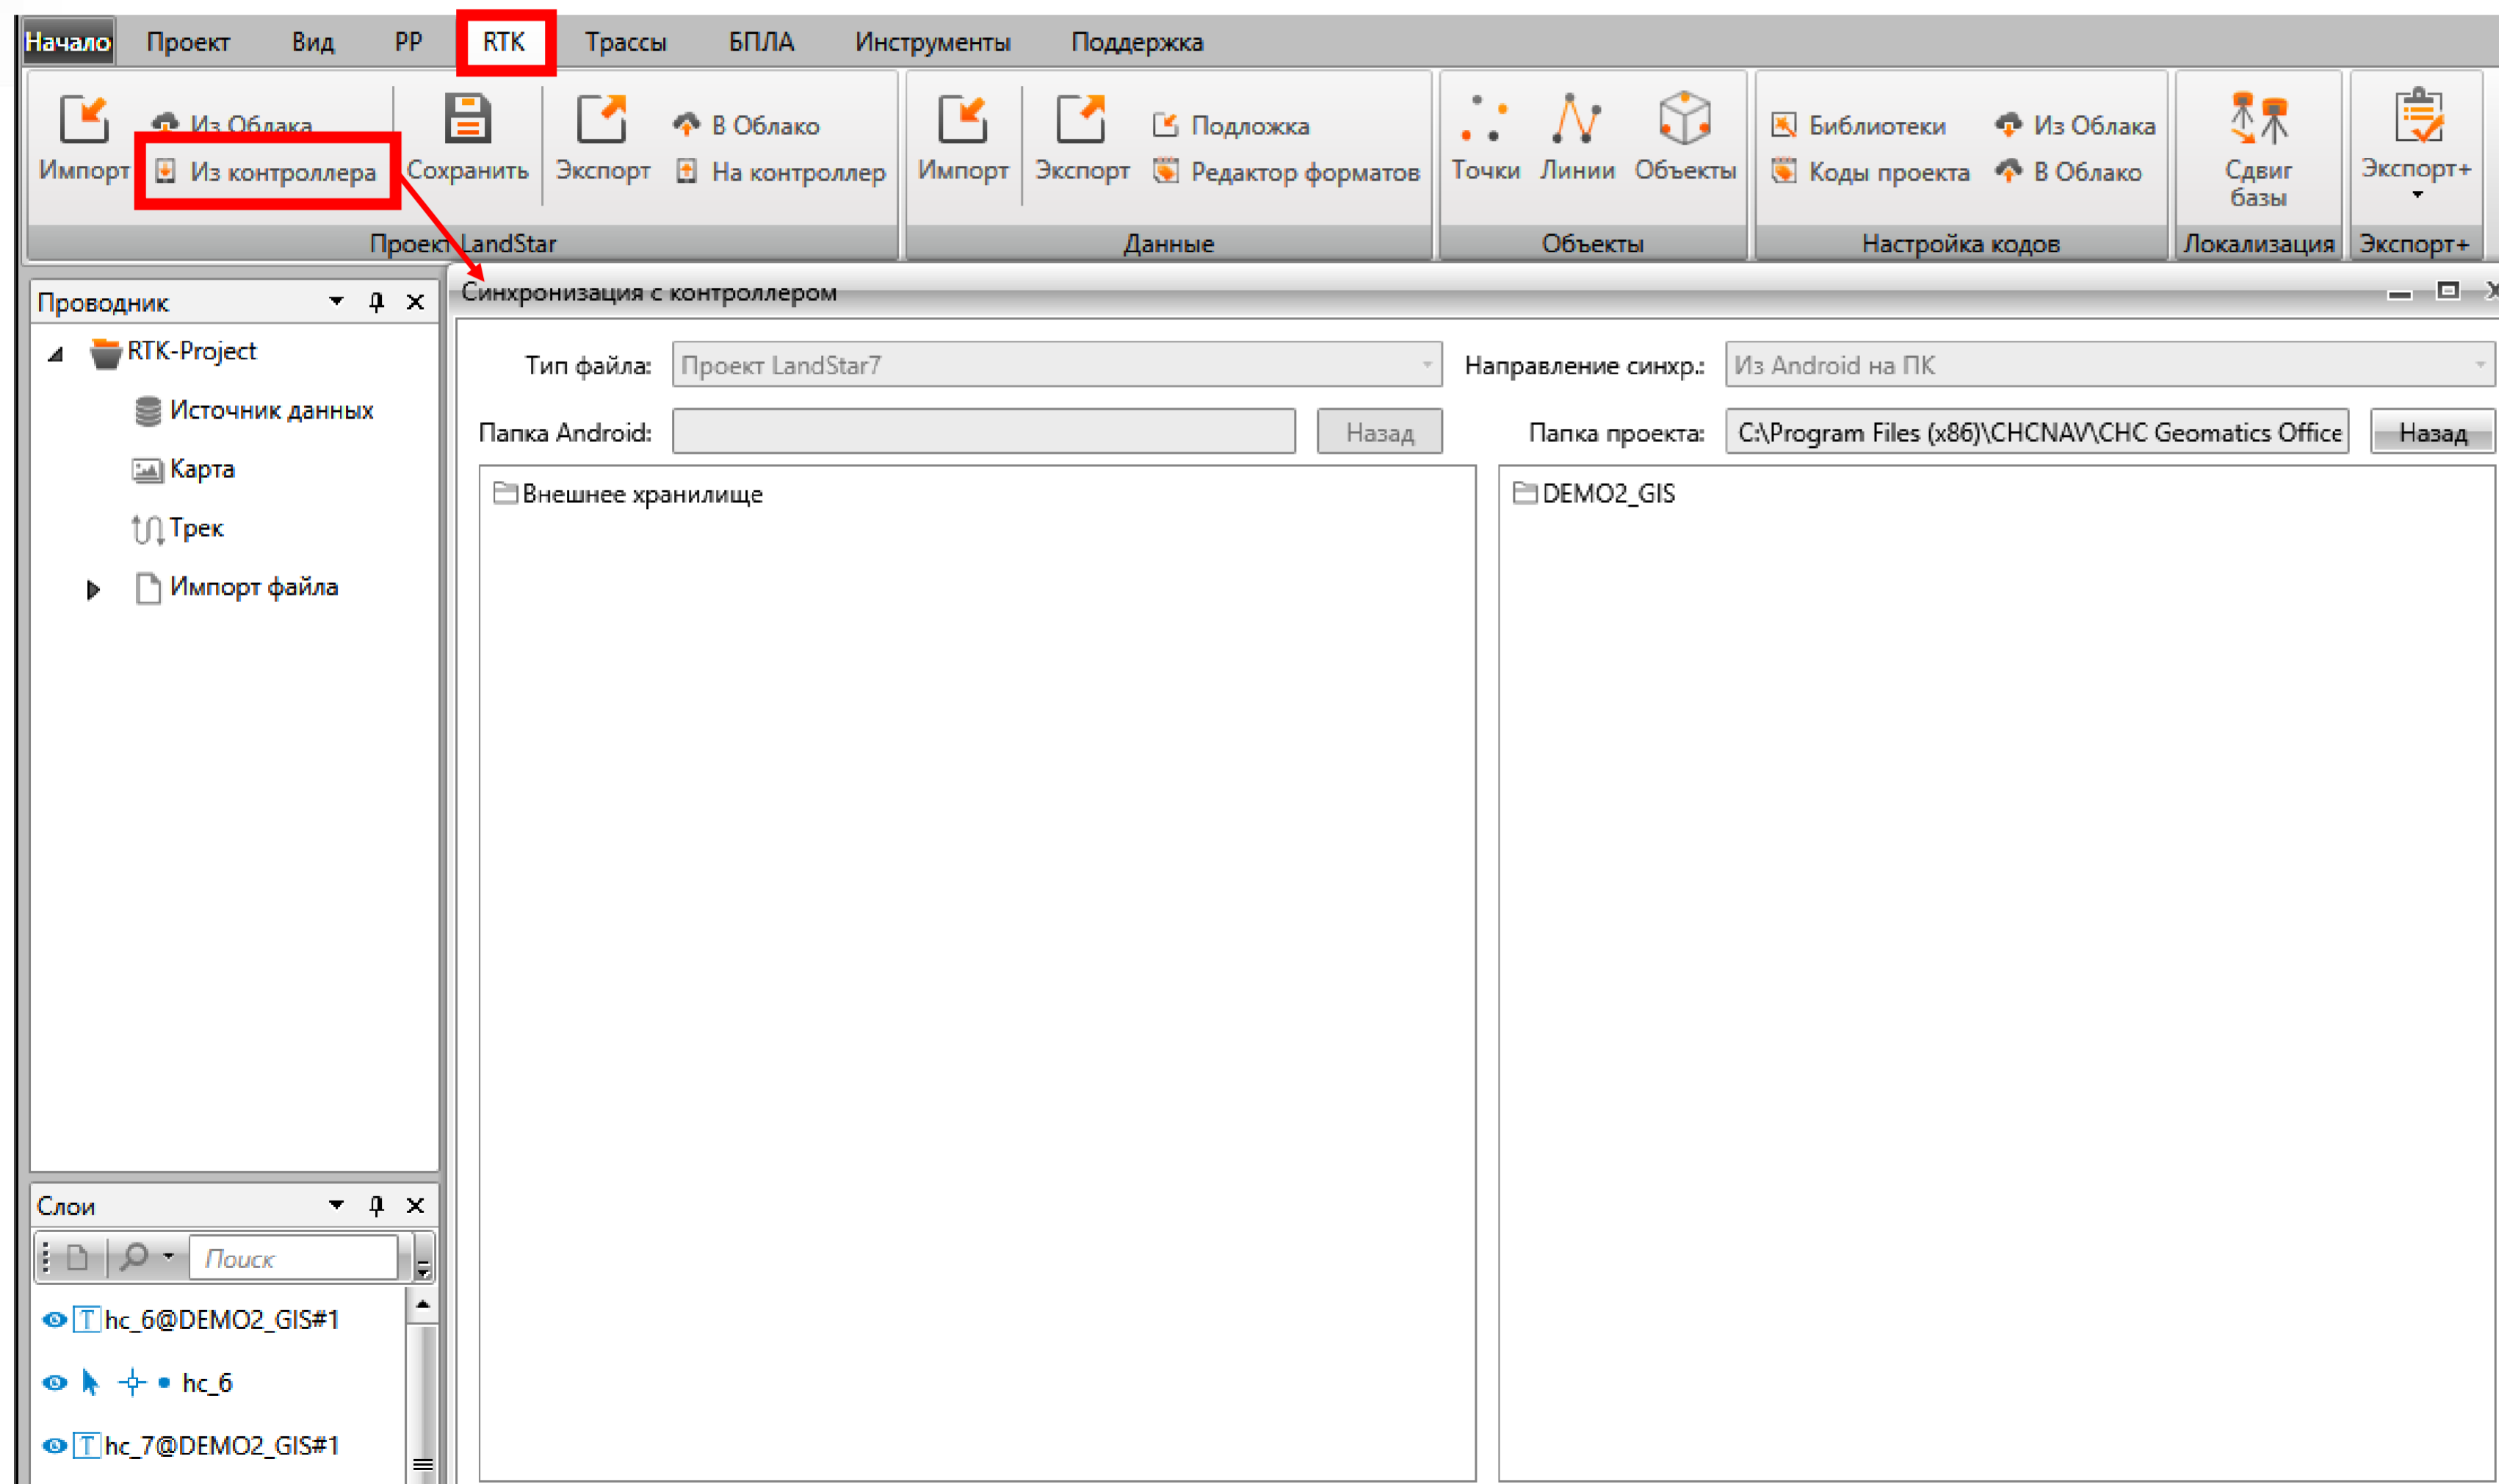 Начало Проект Вид PP RTK Трассы БПЛА Инструменты Поддержка
Из Облака В Облако Подложка Библиотеки Из Облака
Импорт Из контроллера Сохранить Экспорт На контроллер Импорт Экспорт Редактор форматов Точки Линии Объекты Коды проекта В Облако Сдвиг базы Экспорт+
Проект LandStar Данные Объекты Настройка кодов Локализация Экспорт+
Проводник
RTK-Project
Источник данных
Карта
Трек
Импорт файла
Синхронизация с контроллером
Тип файла: Проект LandStar7 Направление синхр.: Из Android на ПК
Папка Android: Назад Папка проекта: C:\Program Files (x86)\CHCNAV\CHC Geomatics Office Назад
Внешнее хранилище DEMO2_GIS
Слои
Поиск
T hc_6@DEMO2_GIS#1
hc_6
T hc_7@DEMO2_GIS#1